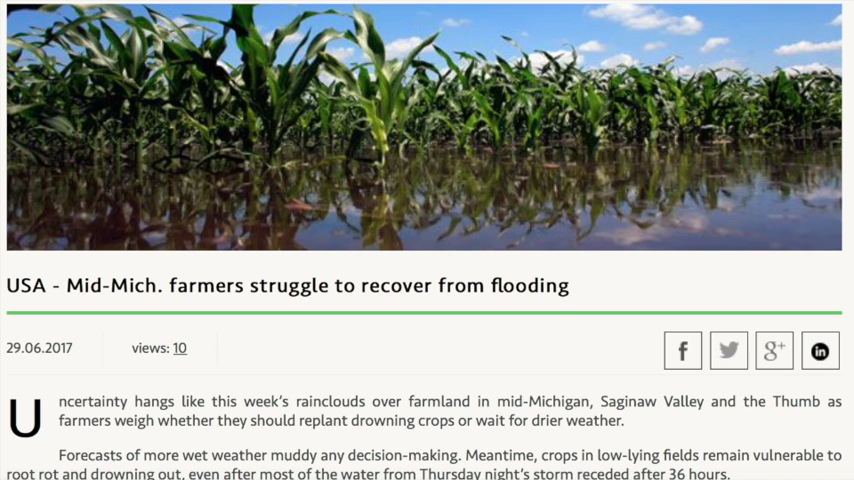 USA - Mid-Mich. farmers struggle to recover from flooding
29.06.2017 views: 10
f g+ in
Uncertainty hangs like this week's rainclouds over farmland in mid-Michigan, Saginaw Valley and the Thumb as
farmers weigh whether they should replant drowning crops or wait for drier weather.
Forecasts of more wet weather muddy any decision-making. Meantime, crops in low-lying fields remain vulnerable to
root rot and drowning out, even after most of the water from Thursday night's storm receded after 36 hours.